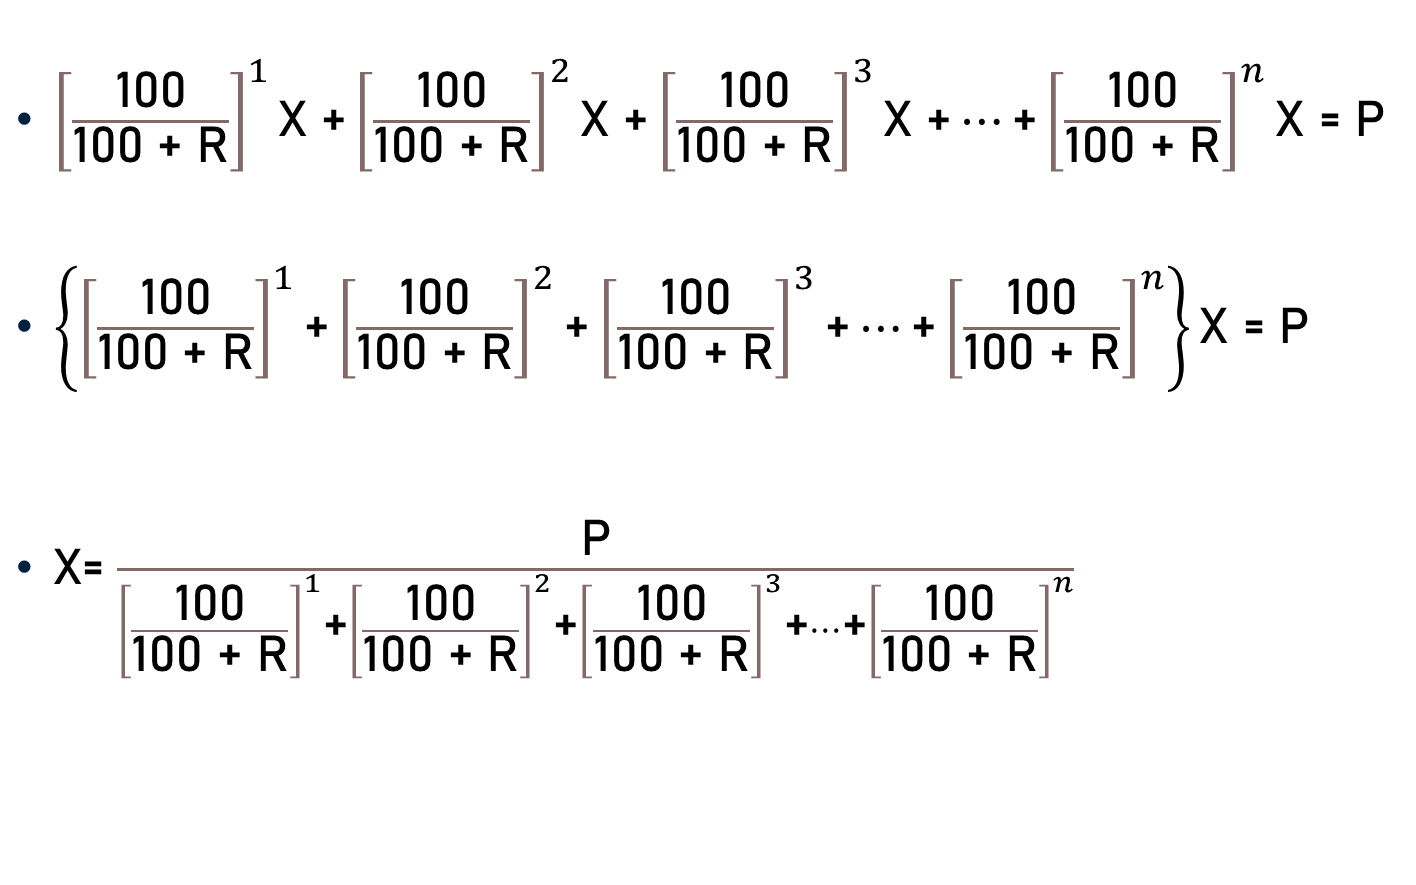 • [100/(100 + R)]^1 X + [100/(100 + R)]^2 X + [100/(100 + R)]^3 X + ⋯ + [100/(100 + R)]^n X = P
• {[100/(100 + R)]^1 + [100/(100 + R)]^2 + [100/(100 + R)]^3 + ⋯ + [100/(100 + R)]^n} X = P
• X= P/([100/(100 + R)]^1+[100/(100 + R)]^2+[100/(100 + R)]^3+⋯+[100/(100 + R)]^n)